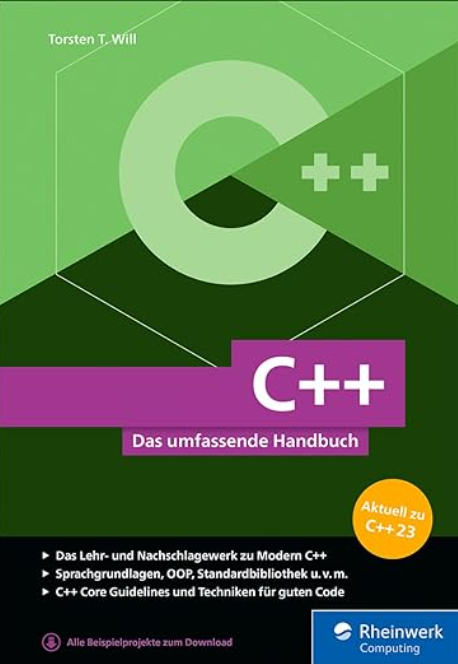 Torsten T. Will
C++
C++
Das umfassende Handbuch
Aktuell zu
C++23
Das Lehr- und Nachschlagewerk zu Modern C++
Sprachgrundlagen, OOP, Standardbibliothek u.v.m.
C++ Core Guidelines und Techniken für guten Code
Alle Beispielprojekte zum Download
Rheinwerk
Computing